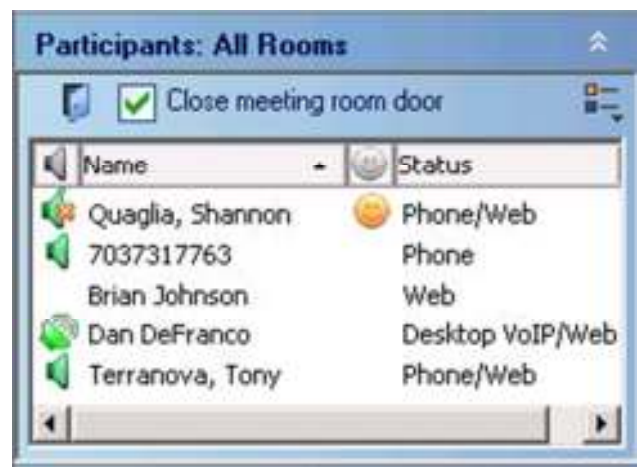 Participants: All Rooms
Close meeting room door
Name Status
Quaglia, Shannon Phone/Web
7037317763 Phone
Brian Johnson Web
Dan DeFranco Desktop VoIP/Web
Terranova, Tony Phone/Web